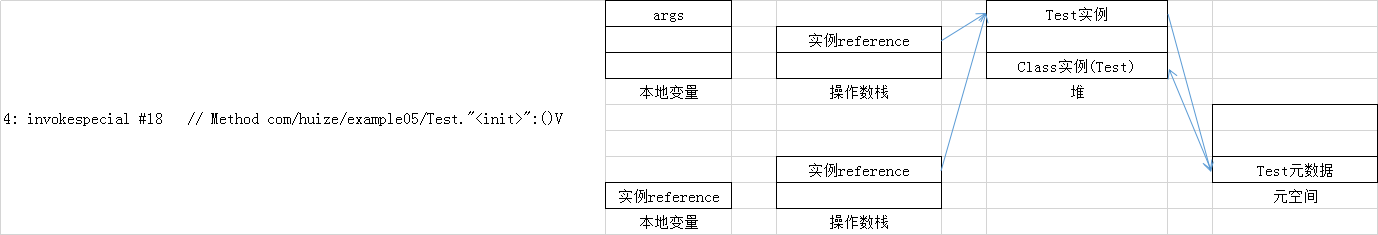 args
Test实例
实例reference
Class实例(Test)
本地变量
操作数栈
堆
4: invokespecial #18   // Method com/huize/example05/Test."<init>":()V
实例reference
Test元数据
实例reference
元空间
本地变量
操作数栈